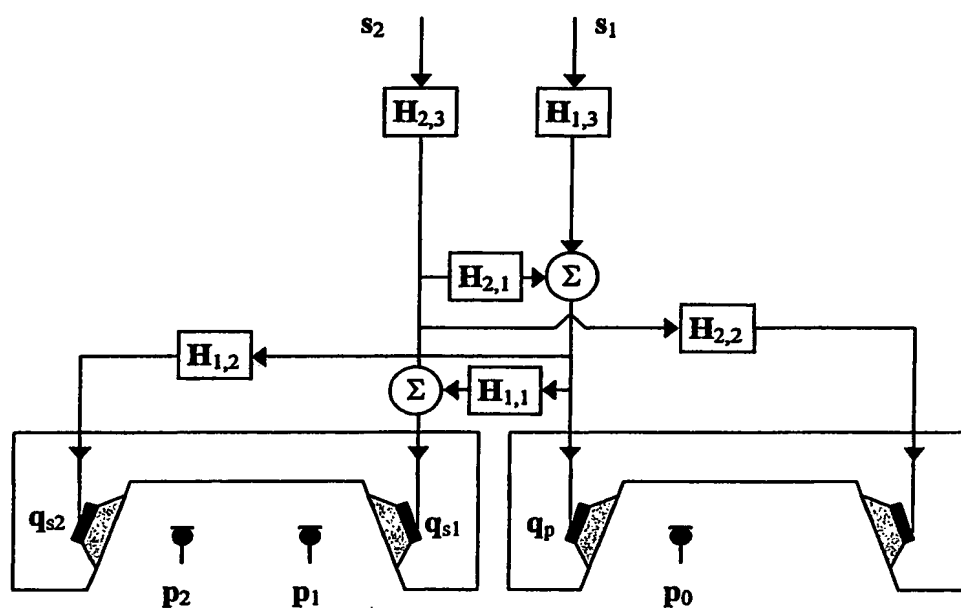 s₂ s₁
H₂,₃ H₁,₃
H₂,₁ Σ
H₂,₂
H₁,₂
Σ H₁,₁
qₛ₂ qₛ₁ qₚ
p₂ p₁ p₀